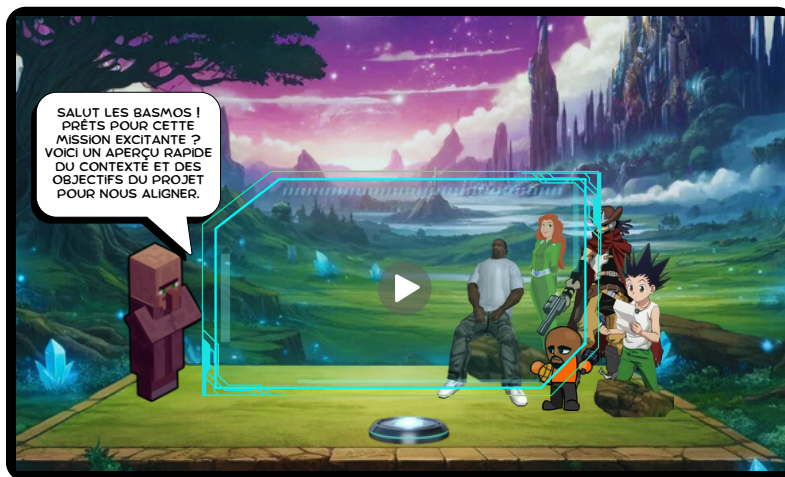 SALUT LES BASMOS !
PRÊTS POUR CETTE
MISSION EXCITANTE ?
VOICI UN APERÇU RAPIDE
DU CONTEXTE ET DES
OBJECTIFS DU PROJET
POUR NOUS ALIGNER.